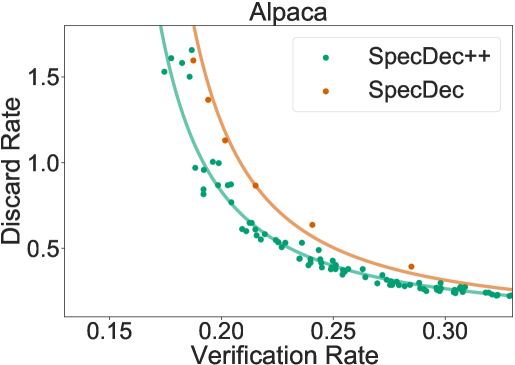 Alpaca
SpecDec++
SpecDec
Discard Rate
1.5
1.0
0.5
0.15
0.20
0.25
0.30
Verification Rate